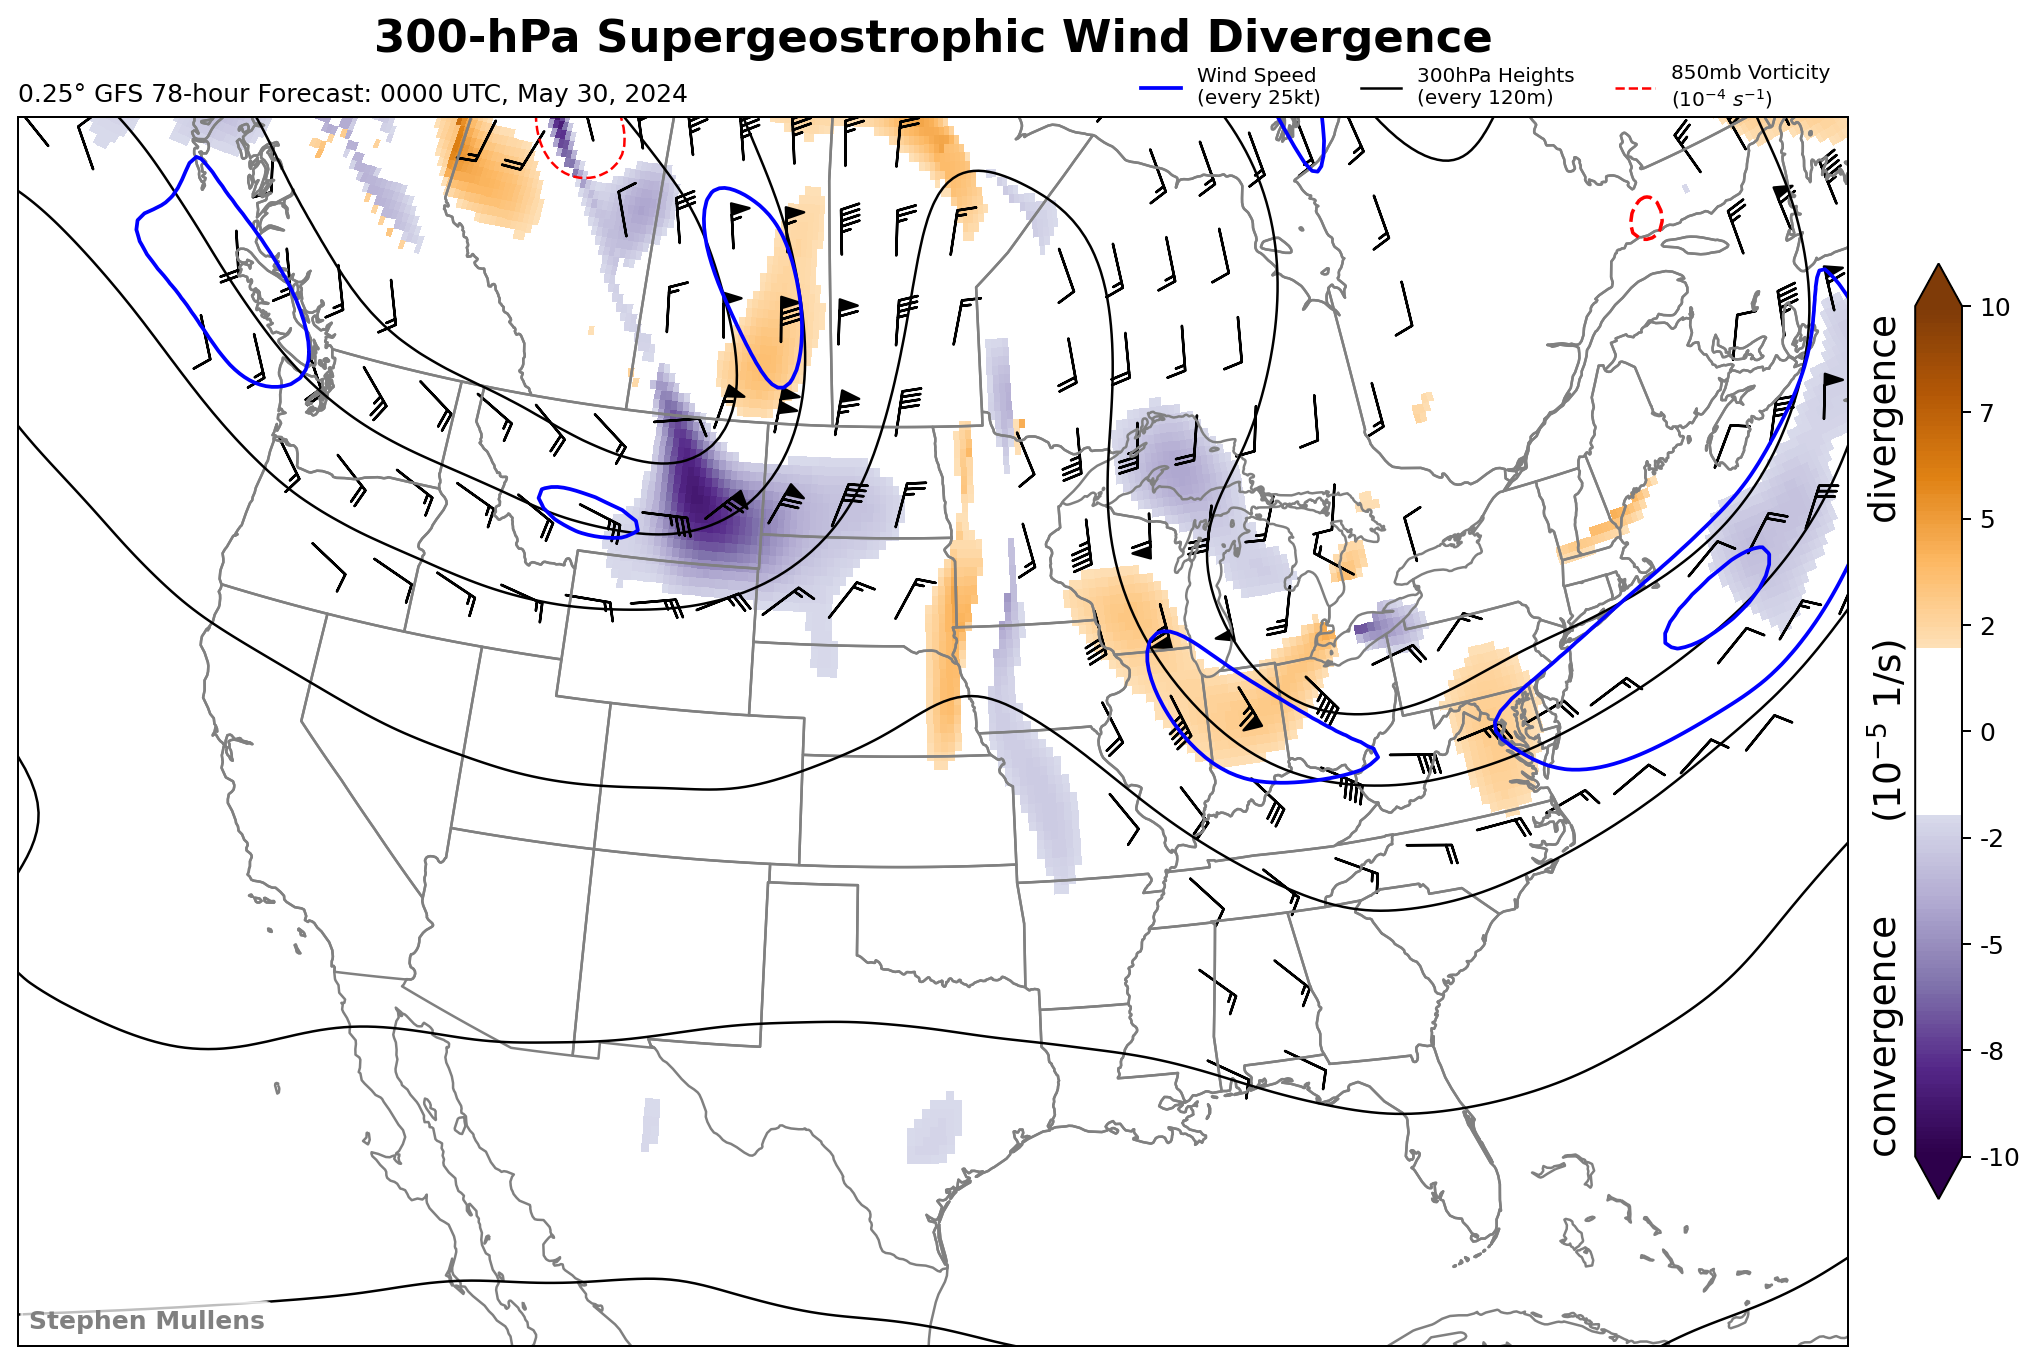 300-hPa Supergeostrophic Wind Divergence
0.25° GFS 78-hour Forecast: 0000 UTC, May 30, 2024
Wind Speed
(every 25kt)
300hPa Heights
(every 120m)
850mb Vorticity
(10⁻⁴ s⁻¹)
10
7
5
2
0
-2
-5
-8
-10
convergence (10⁻⁵ 1/s) divergence
Stephen Mullens